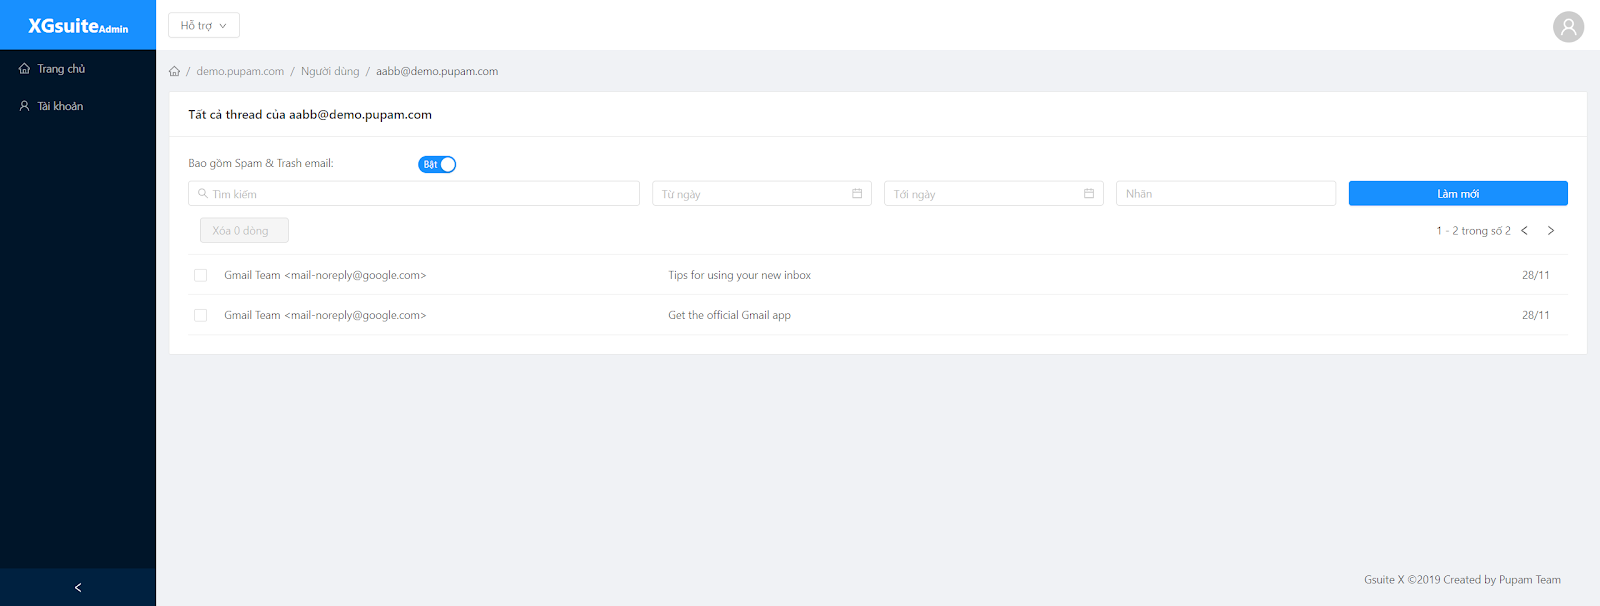 XGsuiteAdmin
Hỗ trợ
Trang chủ
Tài khoản
/ demo.pupam.com / Người dùng / aabb@demo.pupam.com
Tất cả thread của aabb@demo.pupam.com
Bao gồm Spam & Trash email:
Bật
Tìm kiếm
Từ ngày
Tới ngày
Nhãn
Làm mới
Xóa 0 dòng
1 - 2 trong số 2
Gmail Team <mail-noreply@google.com> Tips for using your new inbox 28/11
Gmail Team <mail-noreply@google.com> Get the official Gmail app 28/11
Gsuite X ©2019 Created by Pupam Team